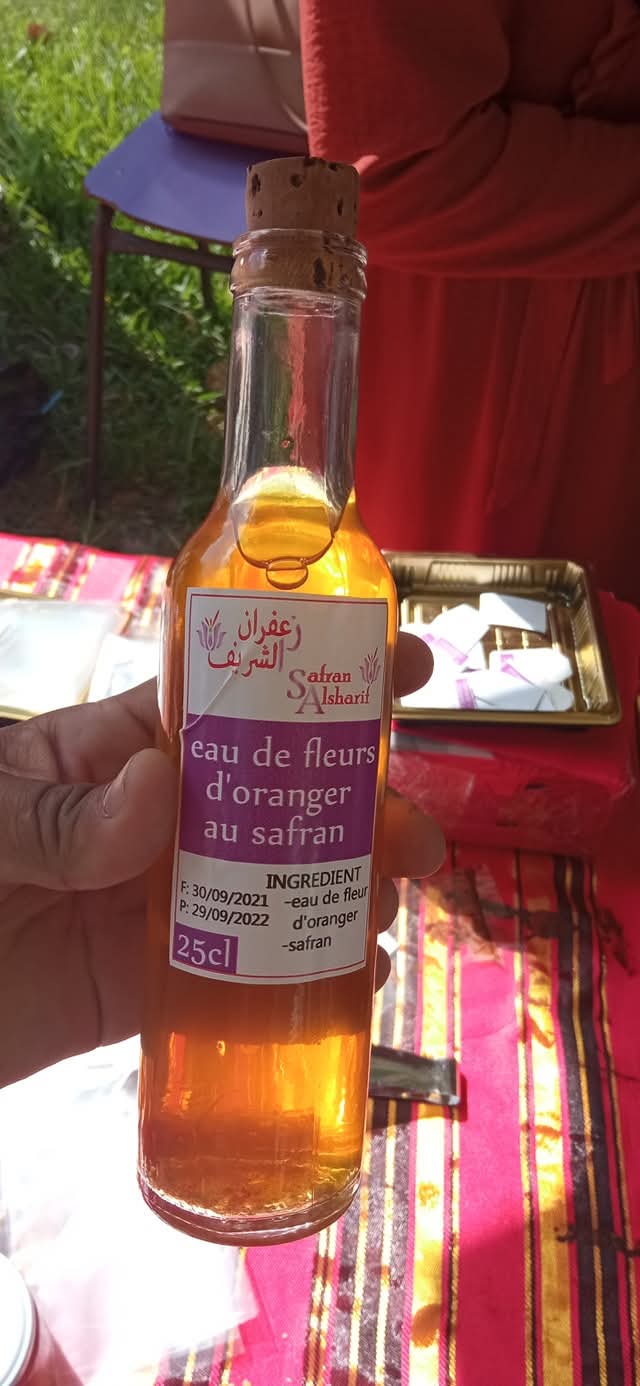 زعفران
الشريف
Safran
Alsharif
eau de fleurs
d'oranger
au safran
INGREDIENT
F: 30/09/2021
P: 29/09/2022
-eau de fleur
d'oranger
-safran
25cl